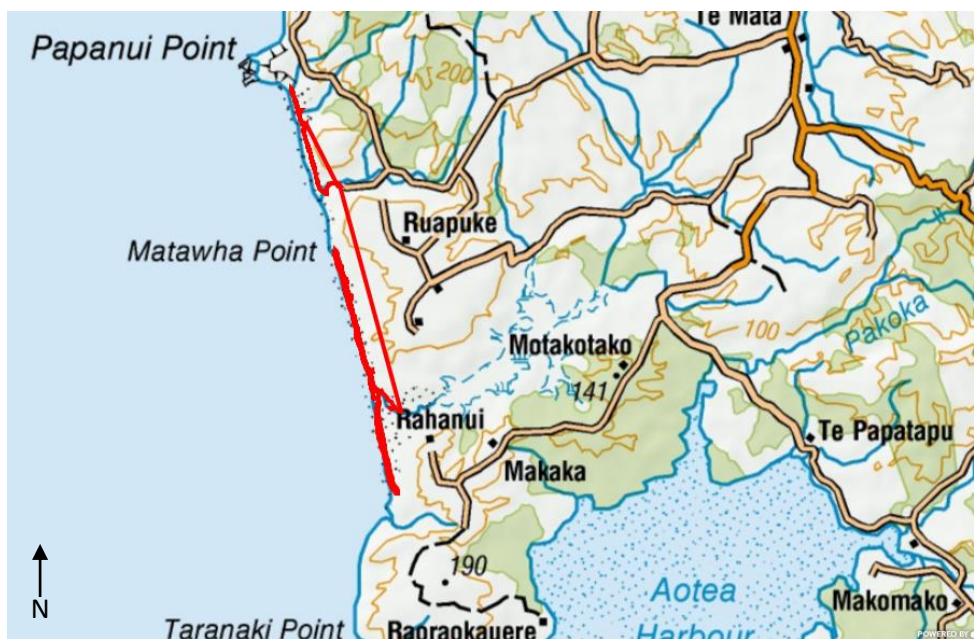 Te Mata
Papanui Point
200
Ruapuke
Matawha Point
100
Pakoka
Motakotako
141
Rahanui
Te Papatapu
Makaka
190
N
Aotea
Harbour
Makomako
Taranaki Point
Raoraokauere
POWERED BY